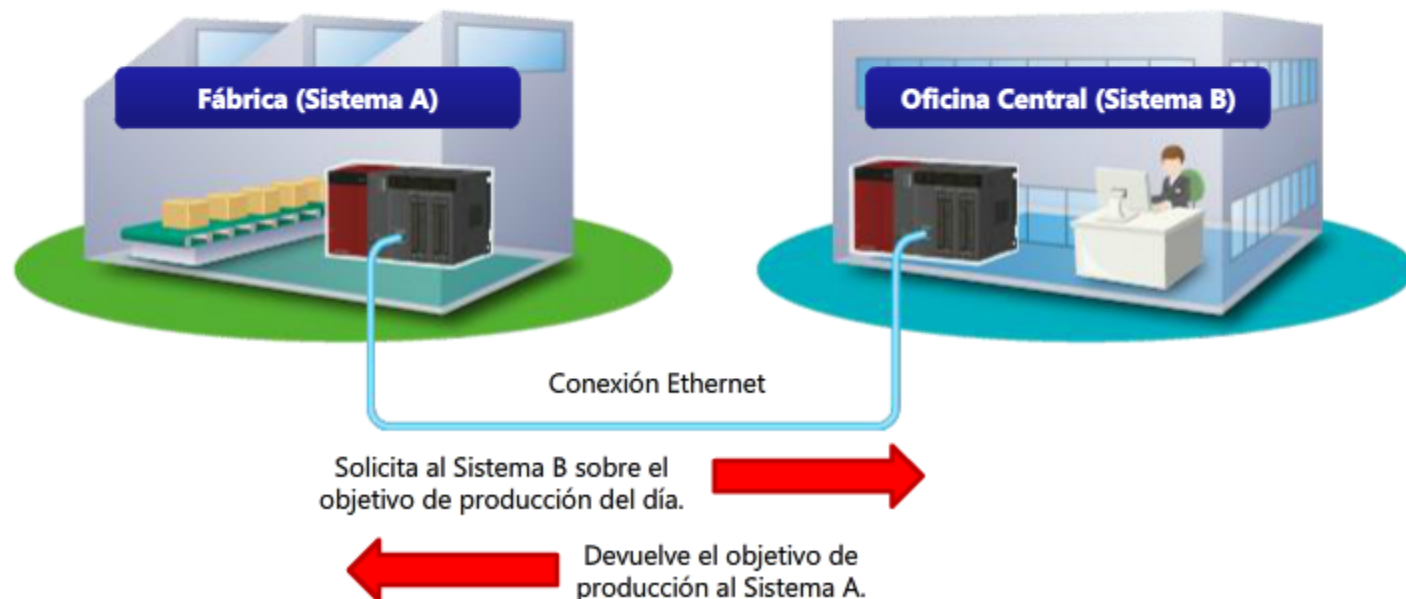 Fábrica (Sistema A)
Oficina Central (Sistema B)
Conexión Ethernet
Solicita al Sistema B sobre el
objetivo de producción del día.
Devuelve el objetivo de
producción al Sistema A.